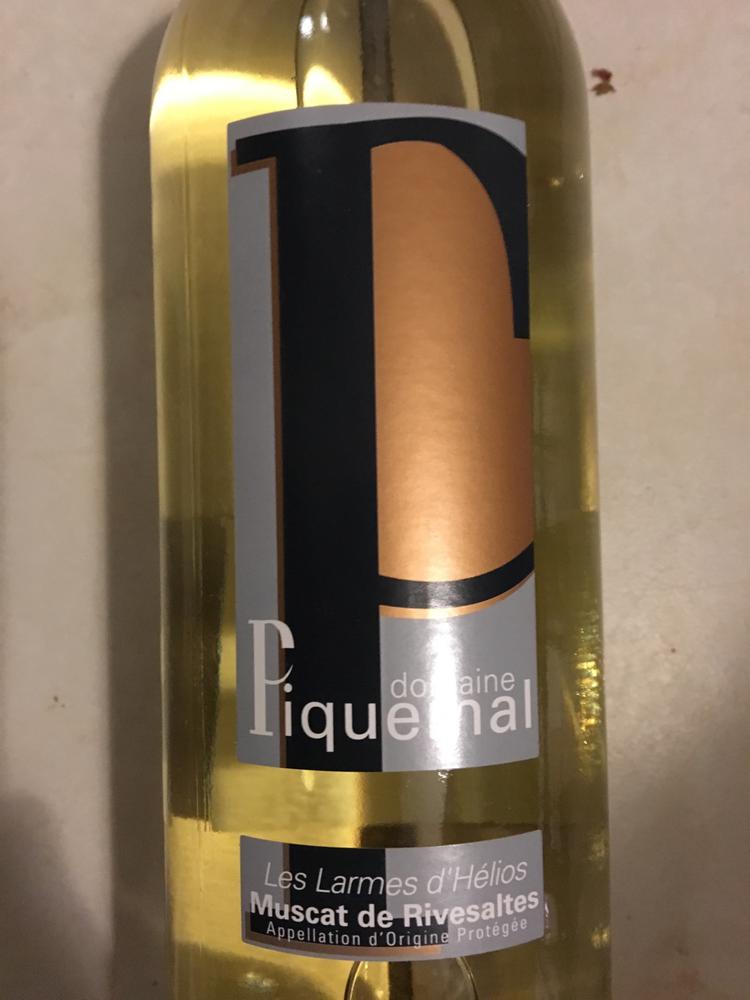 P
domaine
Piquemal
Les Larmes d'Hélios
Muscat de Rivesaltes
Appellation d'Origine Protégée